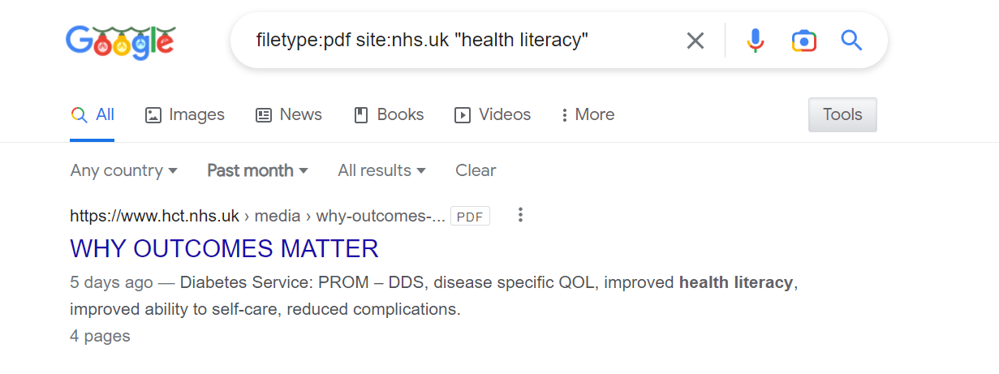 Google
filetype:pdf site:nhs.uk "health literacy"
All Images News Books Videos More Tools
Any country Past month All results Clear
https://www.hct.nhs.uk › media › why-outcomes-... PDF
WHY OUTCOMES MATTER
5 days ago — Diabetes Service: PROM – DDS, disease specific QOL, improved health literacy,
improved ability to self-care, reduced complications.
4 pages